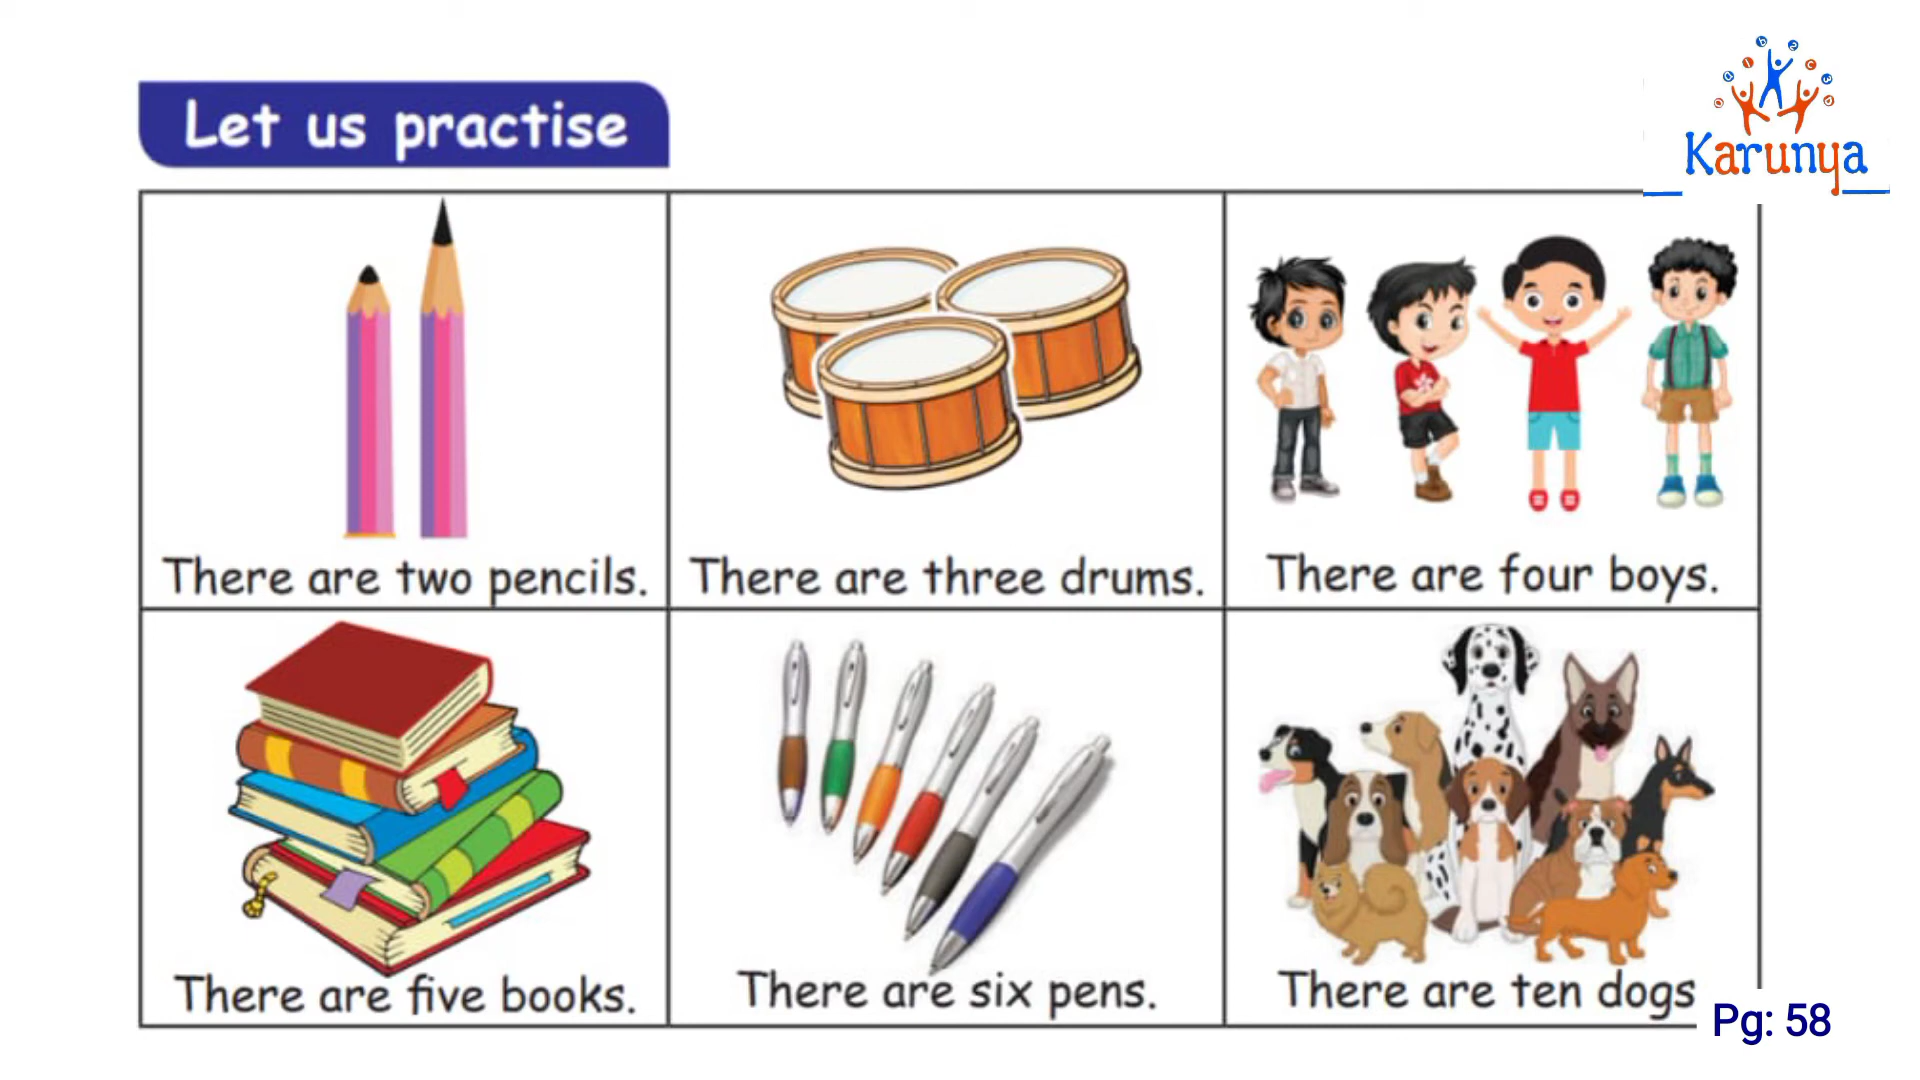 Let us practise
Karunya
There are two pencils.
There are three drums.
There are four boys.
There are five books.
There are six pens.
There are ten dogs
Pg: 58